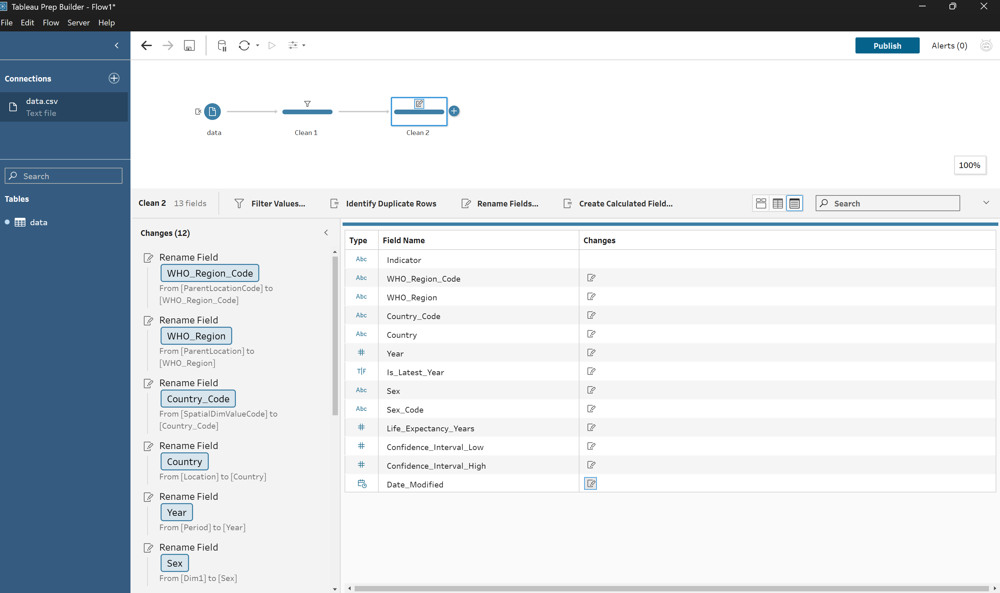 Tableau Prep Builder - Flow1*
File Edit Flow Server Help
Publish Alerts (0)
Connections
data.csv
Text file
data Clean 1 Clean 2
100%
Search
Tables
data
Clean 2 13 fields Filter Values... Identify Duplicate Rows Rename Fields... Create Calculated Field... Search
Changes (12)
Rename Field
WHO_Region_Code
From [ParentLocationCode] to
[WHO_Region_Code]
Rename Field
WHO_Region
From [ParentLocation] to
[WHO_Region]
Rename Field
Country_Code
From [SpatialDimValueCode] to
[Country_Code]
Rename Field
Country
From [Location] to [Country]
Rename Field
Year
From [Period] to [Year]
Rename Field
Sex
From [Dim1] to [Sex]
Type Field Name Changes
Abc Indicator
Abc WHO_Region_Code
Abc WHO_Region
Abc Country_Code
Abc Country
# Year
T|F Is_Latest_Year
Abc Sex
Abc Sex_Code
# Life_Expectancy_Years
# Confidence_Interval_Low
# Confidence_Interval_High
Date_Modified